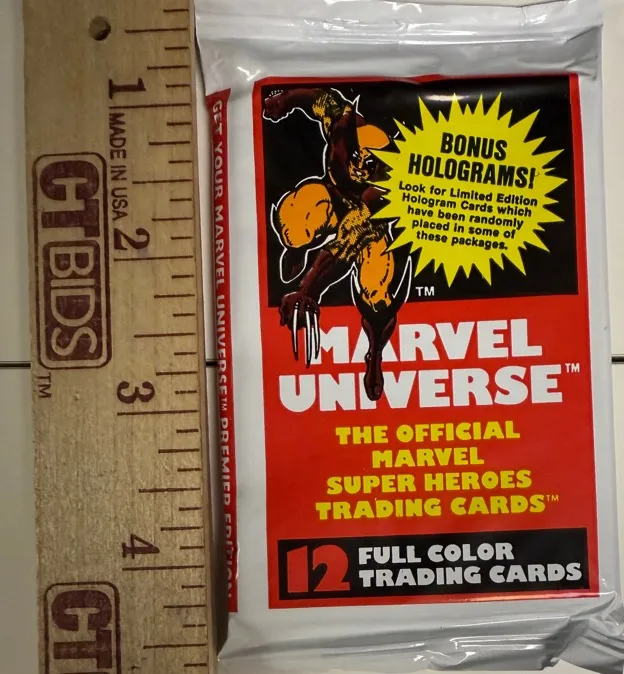 1
MADE IN USA
2
CTBIDS
TM
3
4
CT
GET YOUR MARVEL UNIVERSE™ PREMIER EDITION
BONUS
HOLOGRAMS!
Look for Limited Edition
Hologram Cards which
have been randomly
placed in some of
these packages.
TM
MARVEL
UNIVERSE™
THE OFFICIAL
MARVEL
SUPER HEROES
TRADING CARDS™
12 FULL COLOR
TRADING CARDS